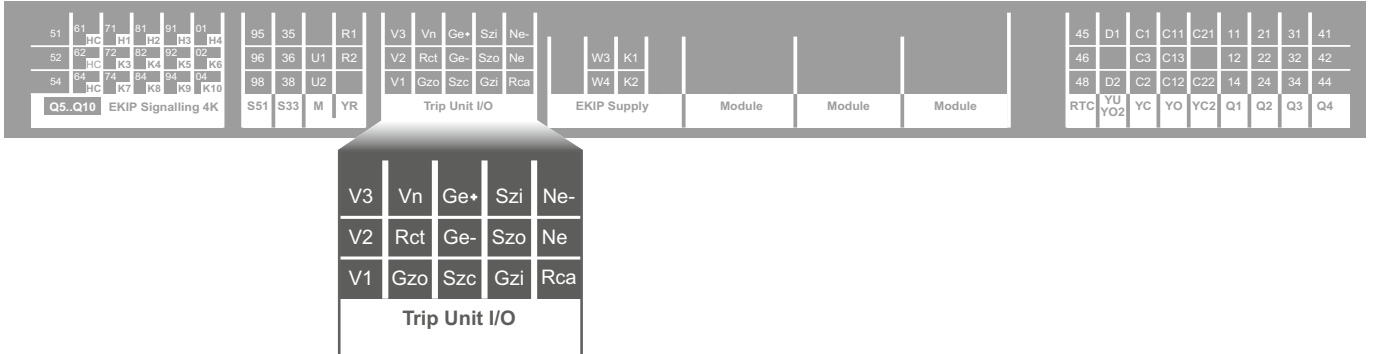 51 61 HC 71 H1 81 H2 91 H3 01 H4 95 35 R1 V3 Vn Ge+ Szi Ne- 45 D1 C1 C11 C21 11 21 31 41
52 62 HC 72 K3 82 K4 92 K5 02 K6 96 36 U1 R2 V2 Rct Ge- Szo Ne W3 K1 46 C3 C13 12 22 32 42
54 64 HC 74 K7 84 K8 94 K9 04 K10 98 38 U2 V1 Gzo Szc Gzi Rca W4 K2 48 D2 C2 C12 C22 14 24 34 44
Q5..Q10 EKIP Signalling 4K S51 S33 M YR Trip Unit I/O EKIP Supply Module Module Module RTC YU YO2 YC YO YC2 Q1 Q2 Q3 Q4
V3 Vn Ge+ Szi Ne-
V2 Rct Ge- Szo Ne
V1 Gzo Szc Gzi Rca
Trip Unit I/O